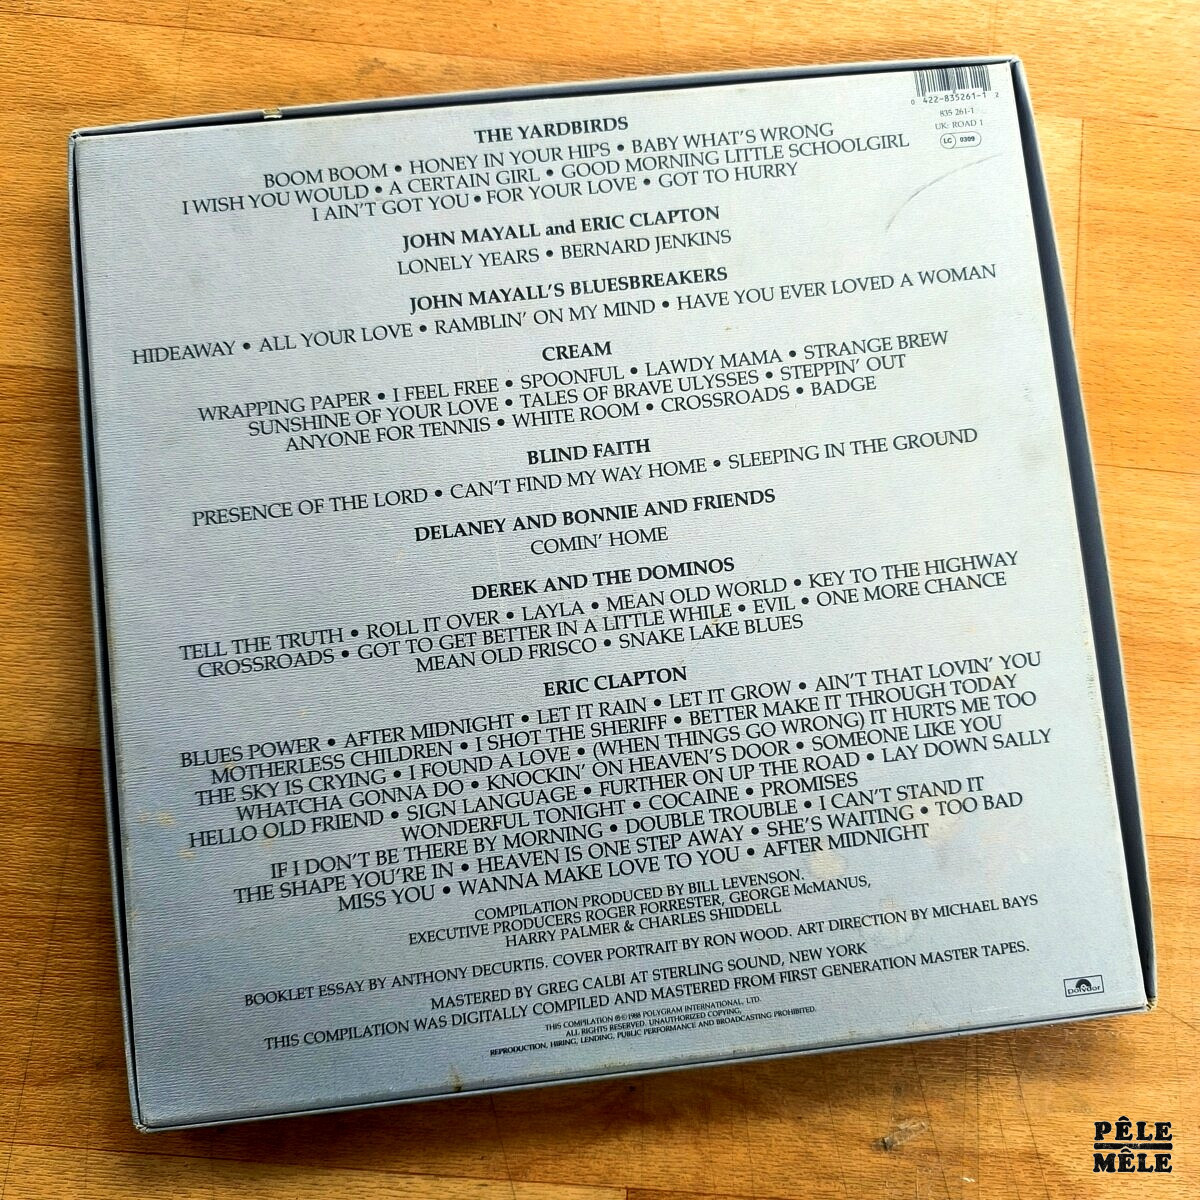 0 422-835261-1 2
835 261-1
UK: ROAD 1
LC 0309
THE YARDBIRDS
BOOM BOOM • HONEY IN YOUR HIPS • BABY WHAT'S WRONG
I WISH YOU WOULD • A CERTAIN GIRL • GOOD MORNING LITTLE SCHOOLGIRL
I AIN'T GOT YOU • FOR YOUR LOVE • GOT TO HURRY
JOHN MAYALL and ERIC CLAPTON
LONELY YEARS • BERNARD JENKINS
JOHN MAYALL'S BLUESBREAKERS
HIDEAWAY • ALL YOUR LOVE • RAMBLIN' ON MY MIND • HAVE YOU EVER LOVED A WOMAN
CREAM
WRAPPING PAPER • I FEEL FREE • SPOONFUL • LAWDY MAMA • STRANGE BREW
SUNSHINE OF YOUR LOVE • TALES OF BRAVE ULYSSES • STEPPIN' OUT
ANYONE FOR TENNIS • WHITE ROOM • CROSSROADS • BADGE
BLIND FAITH
PRESENCE OF THE LORD • CAN'T FIND MY WAY HOME • SLEEPING IN THE GROUND
DELANEY AND BONNIE AND FRIENDS
COMIN' HOME
DEREK AND THE DOMINOS
TELL THE TRUTH • ROLL IT OVER • LAYLA • MEAN OLD WORLD • KEY TO THE HIGHWAY
CROSSROADS • GOT TO GET BETTER IN A LITTLE WHILE • EVIL • ONE MORE CHANCE
MEAN OLD FRISCO • SNAKE LAKE BLUES
ERIC CLAPTON
BLUES POWER • AFTER MIDNIGHT • LET IT RAIN • LET IT GROW • AIN'T THAT LOVIN' YOU
MOTHERLESS CHILDREN • I SHOT THE SHERIFF • BETTER MAKE IT THROUGH TODAY
THE SKY IS CRYING • I FOUND A LOVE • (WHEN THINGS GO WRONG) IT HURTS ME TOO
WHATCHA GONNA DO • KNOCKIN' ON HEAVEN'S DOOR • SOMEONE LIKE YOU
HELLO OLD FRIEND • SIGN LANGUAGE • FURTHER ON UP THE ROAD • LAY DOWN SALLY
WONDERFUL TONIGHT • COCAINE • PROMISES
IF I DON'T BE THERE BY MORNING • DOUBLE TROUBLE • I CAN'T STAND IT
THE SHAPE YOU'RE IN • HEAVEN IS ONE STEP AWAY • SHE'S WAITING • TOO BAD
MISS YOU • WANNA MAKE LOVE TO YOU • AFTER MIDNIGHT
COMPILATION PRODUCED BY BILL LEVENSON.
EXECUTIVE PRODUCERS ROGER FORRESTER, GEORGE McMANUS,
HARRY PALMER & CHARLES SHIDDELL
BOOKLET ESSAY BY ANTHONY DECURTIS. COVER PORTRAIT BY RON WOOD. ART DIRECTION BY MICHAEL BAYS
MASTERED BY GREG CALBI AT STERLING SOUND, NEW YORK
THIS COMPILATION WAS DIGITALLY COMPILED AND MASTERED FROM FIRST GENERATION MASTER TAPES.
THIS COMPILATION ℗ © 1988 POLYGRAM INTERNATIONAL, LTD.
ALL RIGHTS RESERVED. UNAUTHORIZED COPYING,
REPRODUCTION, HIRING, LENDING, PUBLIC PERFORMANCE AND BROADCASTING PROHIBITED.
polydor
PÊLE
MÊLE